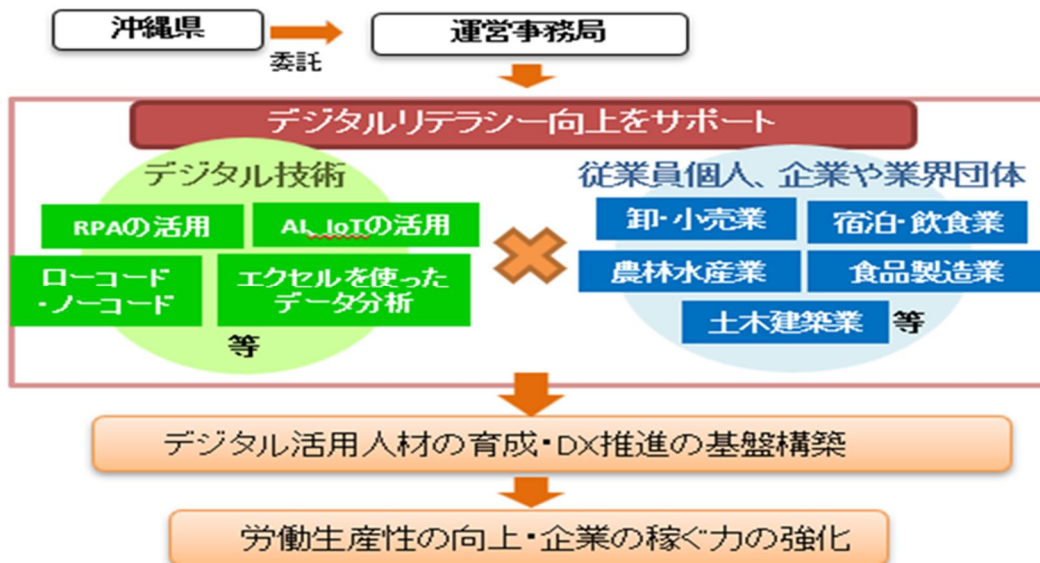 沖縄県
委託
運営事務局
デジタルリテラシー向上をサポート
デジタル技術
RPAの活用
AI、IoTの活用
ローコード
・ノーコード
エクセルを使った
データ分析
等
従業員個人、企業や業界団体
卸・小売業
宿泊・飲食業
農林水産業
食品製造業
土木建築業
等
デジタル活用人材の育成・DX推進の基盤構築
労働生産性の向上・企業の稼ぐ力の強化